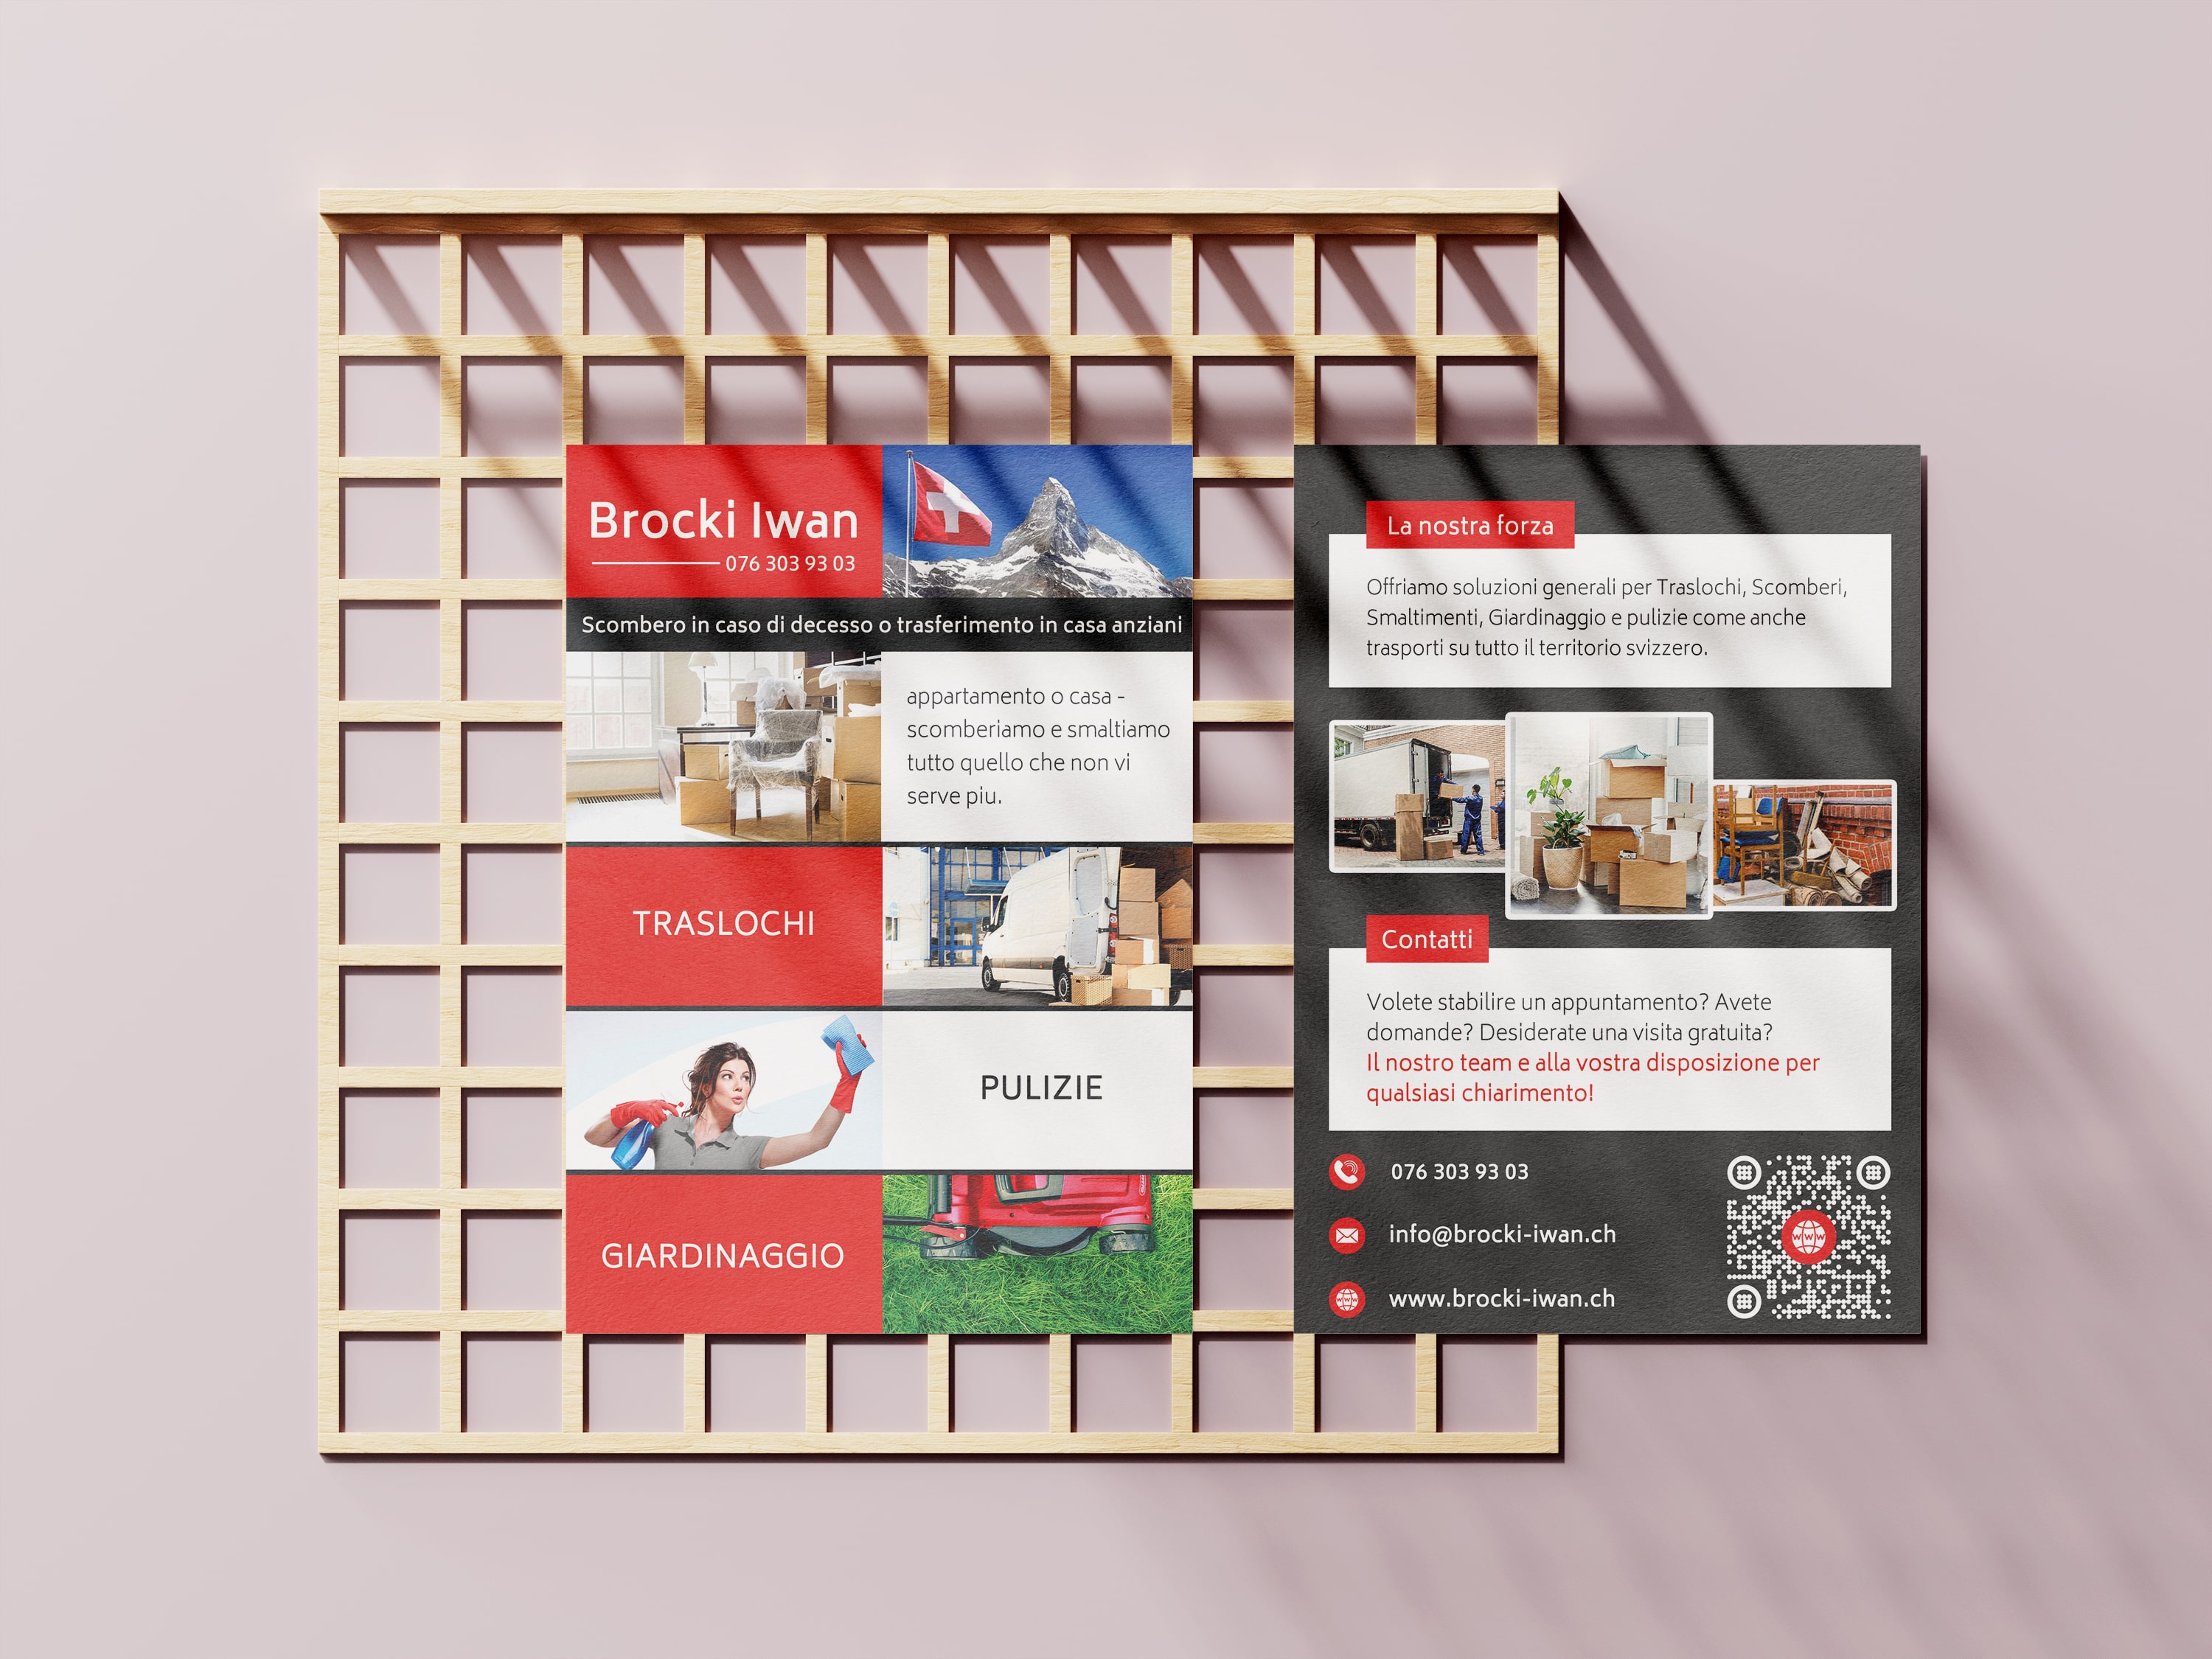 Brocki Iwan
076 303 93 03
Scombero in caso di decesso o trasferimento in casa anziani
appartamento o casa -
scomberiamo e smaltiamo
tutto quello che non vi
serve piu.
TRASLOCHI
PULIZIE
GIARDINAGGIO
La nostra forza
Offriamo soluzioni generali per Traslochi, Scomberi,
Smaltimenti, Giardinaggio e pulizie come anche
trasporti su tutto il territorio svizzero.
Contatti
Volete stabilire un appuntamento? Avete
domande? Desiderate una visita gratuita?
Il nostro team e alla vostra disposizione per
qualsiasi chiarimento!
076 303 93 03
info@brocki-iwan.ch
www.brocki-iwan.ch
www